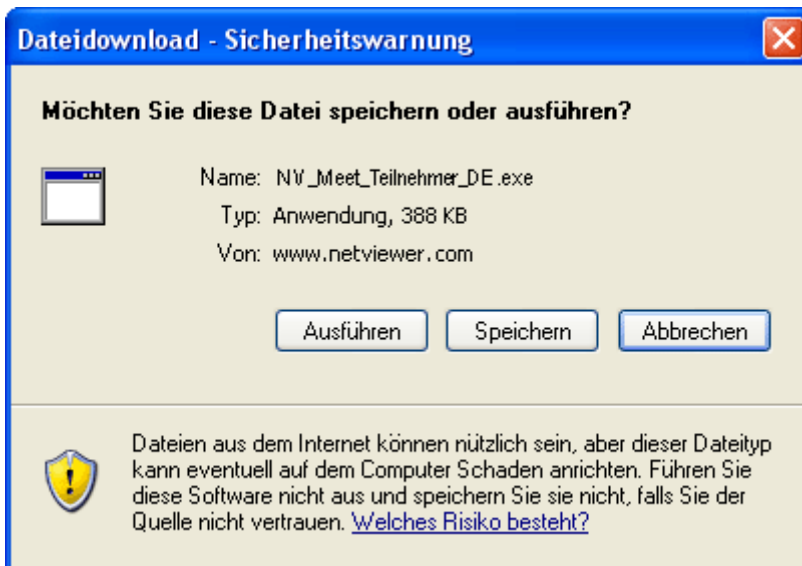 Dateidownload - Sicherheitswarnung
Möchten Sie diese Datei speichern oder ausführen?
Name: NV_Meet_Teilnehmer_DE.exe
Typ: Anwendung, 388 KB
Von: www.netviewer.com
Ausführen Speichern Abbrechen
Dateien aus dem Internet können nützlich sein, aber dieser Dateityp
kann eventuell auf dem Computer Schaden anrichten. Führen Sie
diese Software nicht aus und speichern Sie sie nicht, falls Sie der
Quelle nicht vertrauen. Welches Risiko besteht?